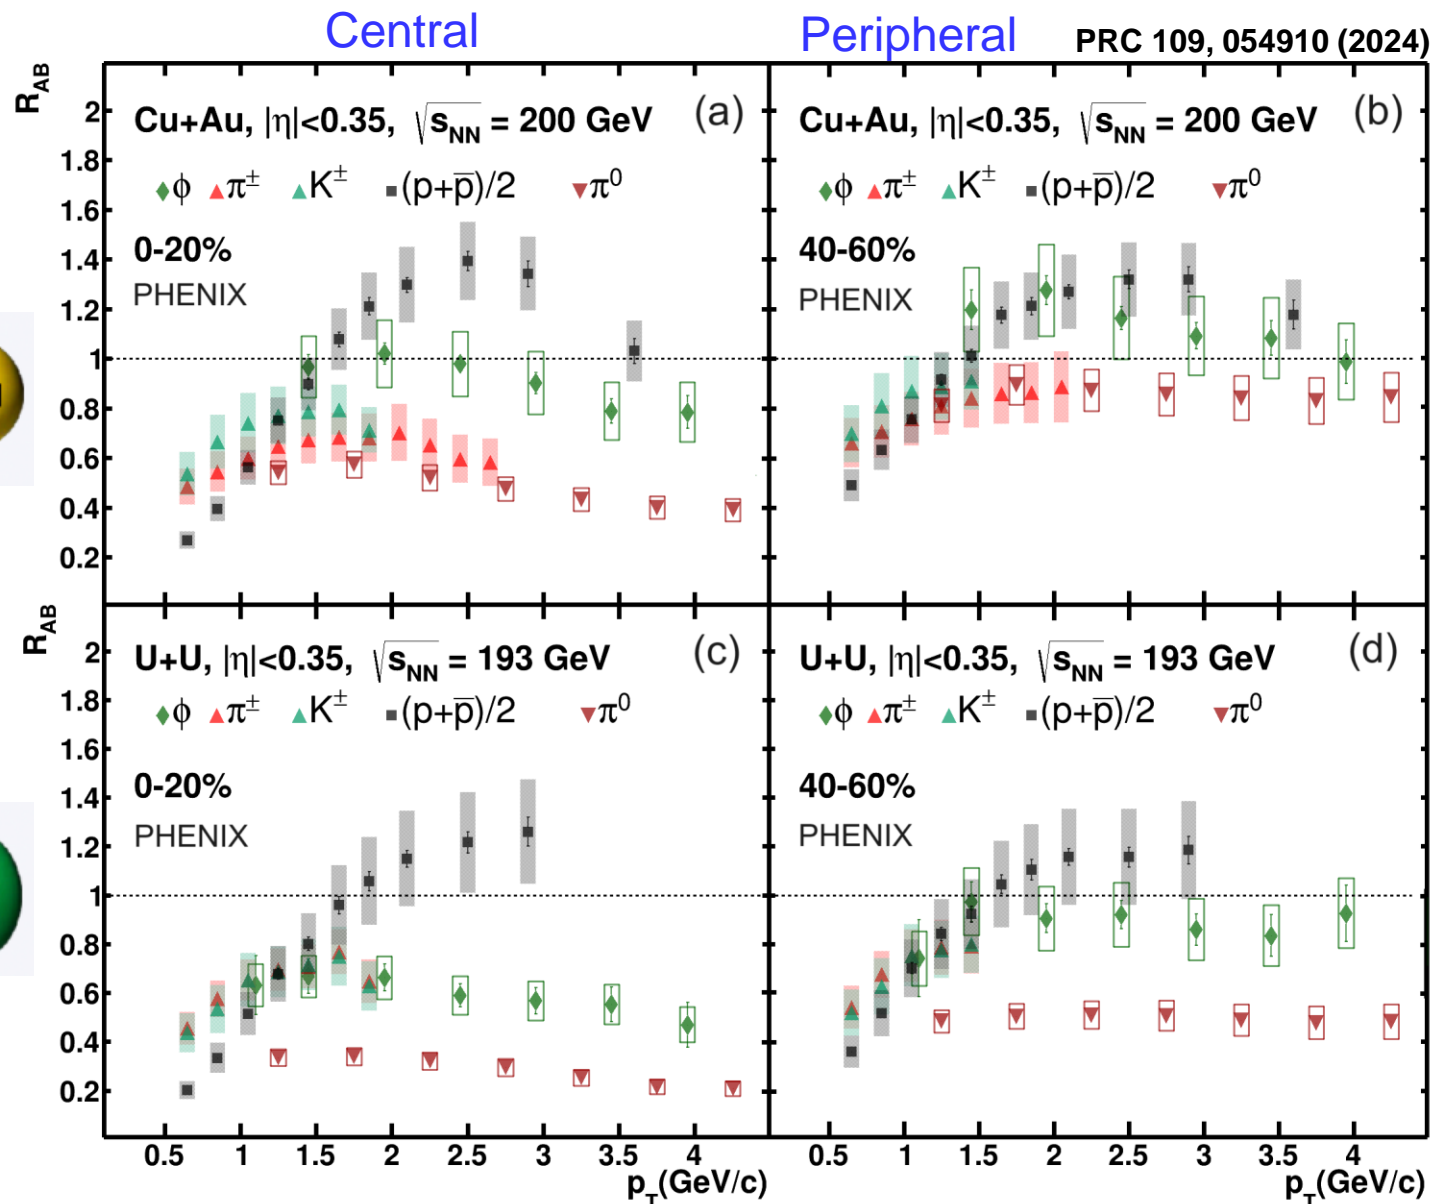 Central
Peripheral
PRC 109, 054910 (2024)
R_AB
Cu+Au, |η|<0.35, √s_NN = 200 GeV (a)
ϕ π± K± (p+p̅)/2 π⁰
0-20%
PHENIX
2
1.8
1.6
1.4
1.2
1
0.8
0.6
0.4
0.2
Cu+Au, |η|<0.35, √s_NN = 200 GeV (b)
ϕ π± K± (p+p̅)/2 π⁰
40-60%
PHENIX
R_AB
U+U, |η|<0.35, √s_NN = 193 GeV (c)
ϕ π± K± (p+p̅)/2 π⁰
0-20%
PHENIX
2
1.8
1.6
1.4
1.2
1
0.8
0.6
0.4
0.2
U+U, |η|<0.35, √s_NN = 193 GeV (d)
ϕ π± K± (p+p̅)/2 π⁰
40-60%
PHENIX
0.5 1 1.5 2 2.5 3 3.5 4
p_T(GeV/c)
0.5 1 1.5 2 2.5 3 3.5 4
p_T(GeV/c)